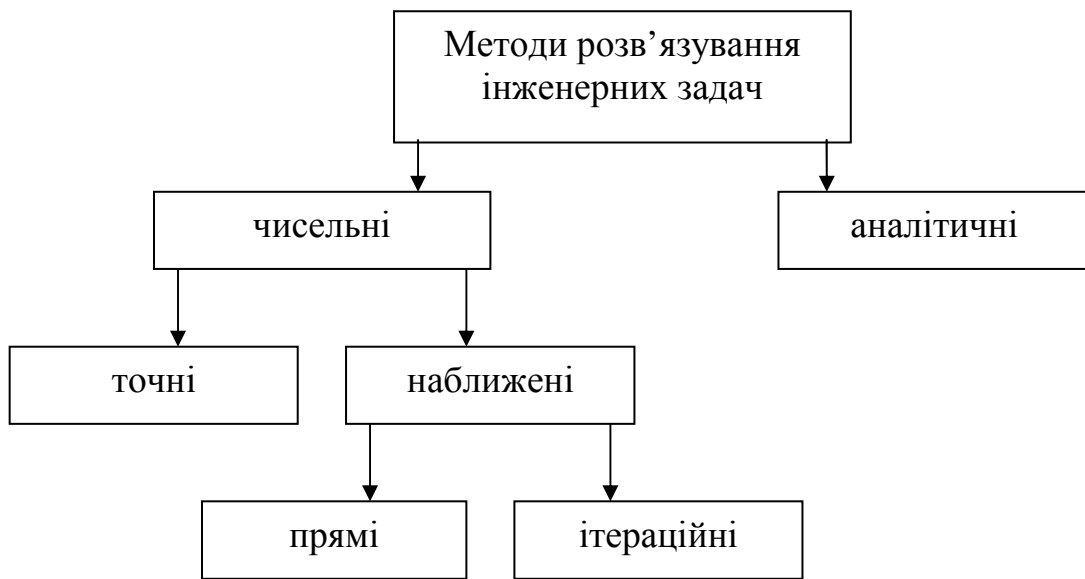 Методи розв’язування
інженерних задач
чисельні
аналітичні
точні
наближені
прямі
ітераційні